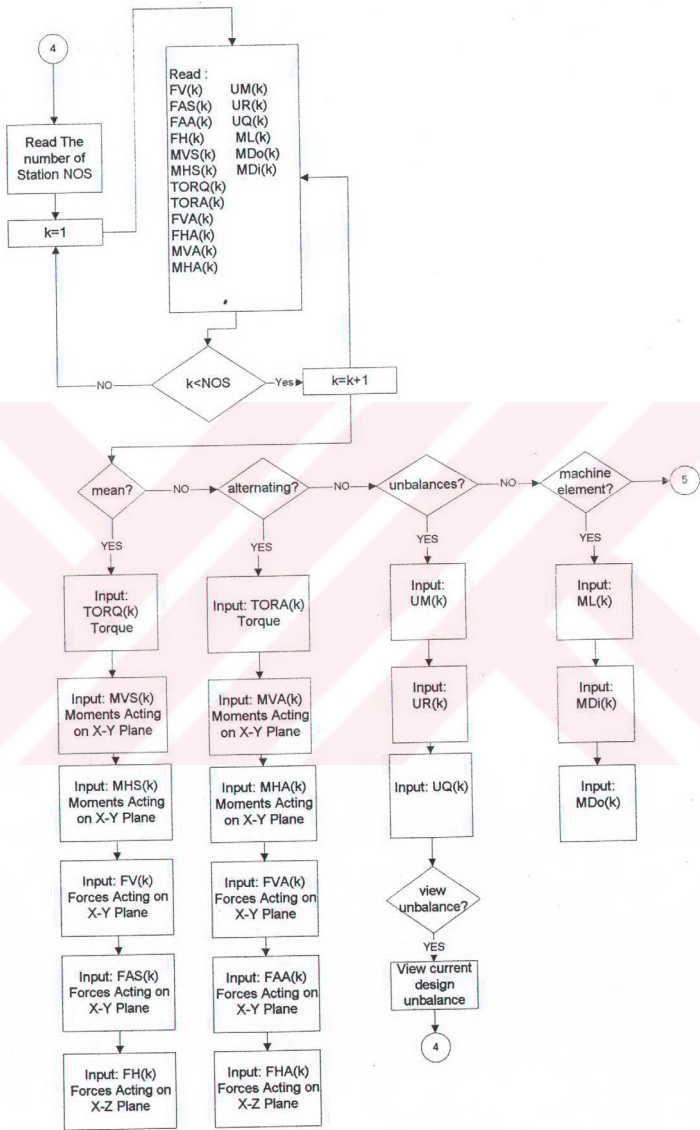 4
Read The
number of
Station NOS
k=1
Read :
FV(k) UM(k)
FAS(k) UR(k)
FAA(k) UQ(k)
FH(k) ML(k)
MVS(k) MDo(k)
MHS(k) MDi(k)
TORQ(k)
TORA(k)
FVA(k)
FHA(k)
MVA(k)
MHA(k)
NO
k<NOS
Yes
k=k+1
mean?
NO
alternating?
NO
unbalances?
NO
machine
element?
5
YES
YES
YES
YES
Input:
TORQ(k)
Torque
Input: MVS(k)
Moments Acting
on X-Y Plane
Input: MHS(k)
Moments Acting
on X-Y Plane
Input: FV(k)
Forces Acting on
X-Y Plane
Input: FAS(k)
Forces Acting on
X-Y Plane
Input: FH(k)
Forces Acting on
X-Z Plane
Input: TORA(k)
Torque
Input: MVA(k)
Moments Acting
on X-Y Plane
Input: MHA(k)
Moments Acting
on X-Y Plane
Input: FVA(k)
Forces Acting on
X-Y Plane
Input: FAA(k)
Forces Acting on
X-Y Plane
Input: FHA(k)
Forces Acting on
X-Z Plane
Input:
UM(k)
Input:
UR(k)
Input: UQ(k)
view
unbalance?
YES
View current
design
unbalance
4
Input:
ML(k)
Input:
MDi(k)
Input:
MDo(k)